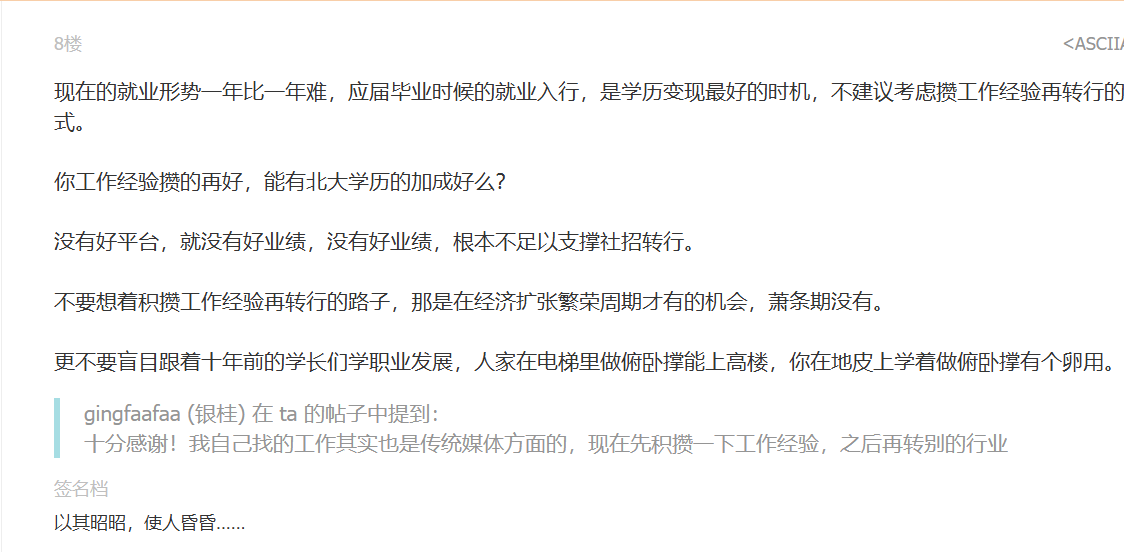 8楼
<ASCII
现在的就业形势一年比一年难，应届毕业时候的就业入行，是学历变现最好的时机，不建议考虑攒工作经验再转行的
式。
你工作经验攒的再好，能有北大学历的加成好么？
没有好平台，就没有好业绩，没有好业绩，根本不足以支撑社招转行。
不要想着积攒工作经验再转行的路子，那是在经济扩张繁荣周期才有的机会，萧条期没有。
更不要盲目跟着十年前的学长们学职业发展，人家在电梯里做俯卧撑能上高楼，你在地皮上学着做俯卧撑有个卵用。
gingfaafaa (银桂) 在 ta 的帖子中提到：
十分感谢！我自己找的工作其实也是传统媒体方面的，现在先积攒一下工作经验，之后再转别的行业
签名档
以其昭昭，使人昏昏……